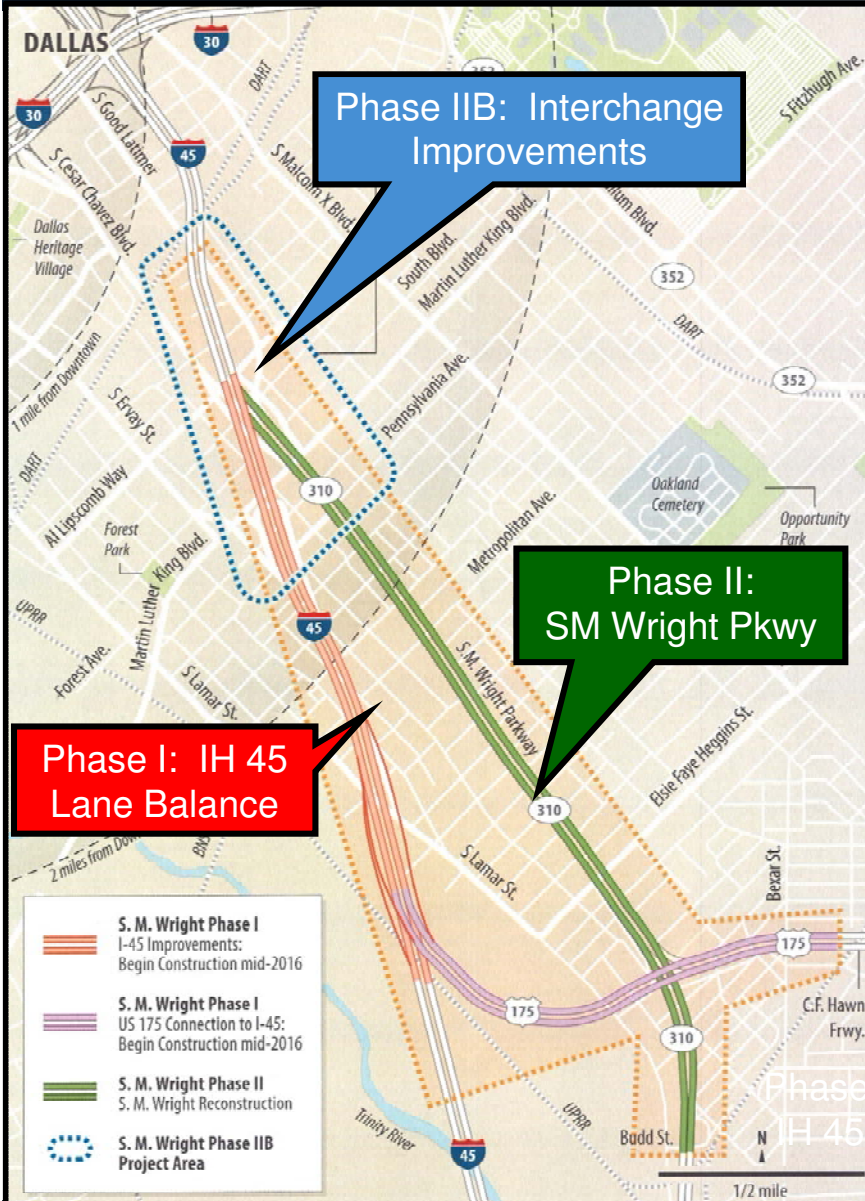 DALLAS
30
30
45
352
DART
S Good Latimer
S Cesar Chavez Blvd.
S Malcolm X Blvd.
S Fitzhugh Ave.
Phase IIB: Interchange
Improvements
Dallas
Heritage
Village
South Blvd.
Martin Luther King Blvd.
Blvd.
352
DART
352
1 mile from Downtown
DART
S Ervay St.
Pennsylvania Ave.
Al Lipscomb Way
310
Metropolitan Ave.
Oakland
Cemetery
Opportunity
Park
Forest
Park
Martin Luther King Blvd.
UPRR
Forest Ave.
45
S Lamar St.
Phase II:
SM Wright Pkwy
S.M. Wright Parkway
Elsie Faye Heggins St.
Phase I: IH 45
Lane Balance
310
2 miles from
S Lamar St.
Bexar St.
175
175
C.F. Hawn
Frwy.
310
S. M. Wright Phase I
I-45 Improvements:
Begin Construction mid-2016
S. M. Wright Phase I
US 175 Connection to I-45:
Begin Construction mid-2016
S. M. Wright Phase II
S. M. Wright Reconstruction
S. M. Wright Phase IIB
Project Area
Trinity River
UPRR
45
Budd St.
Phase
IH 45
N
1/2 mile